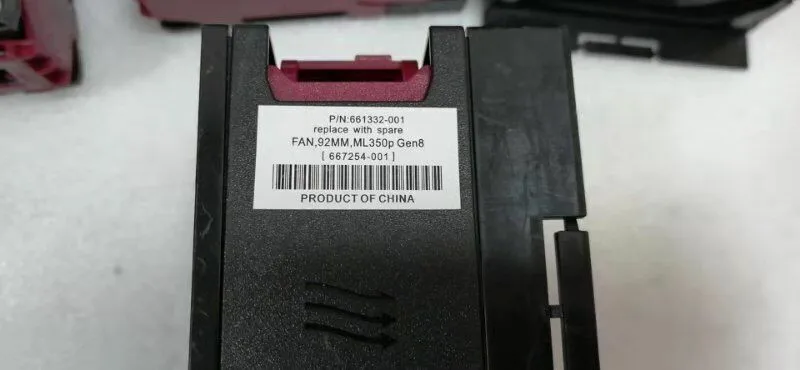 P/N:661332-001
replace with spare
FAN,92MM,ML350p Gen8
[ 667254-001 ]
PRODUCT OF CHINA